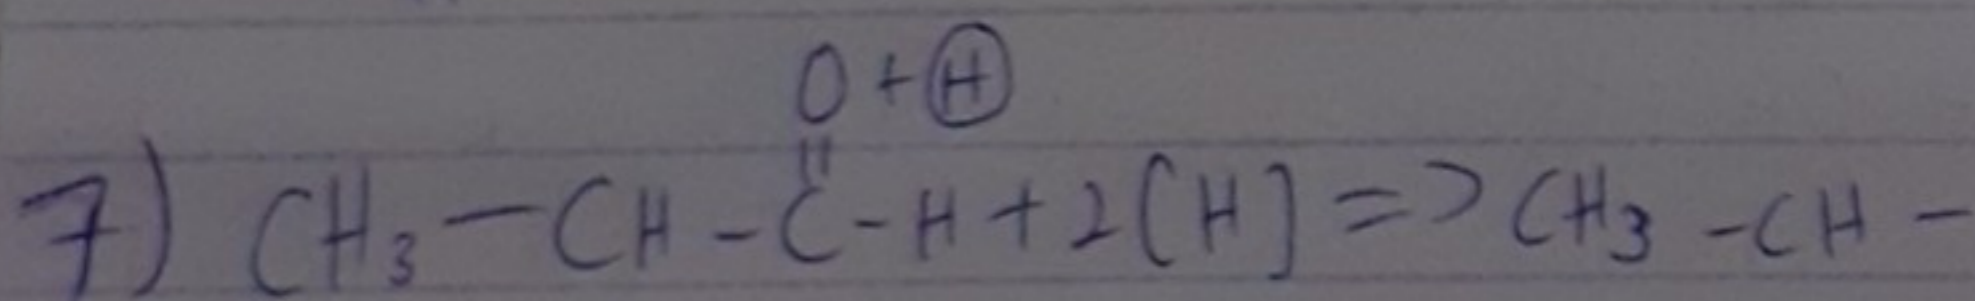 O + H
7) CH3 - CH - C - H + 2[H] => CH3 - CH -